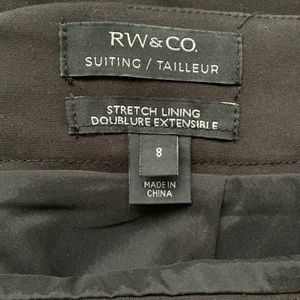 RW&CO.
SUITING / TAILLEUR
STRETCH LINING
DOUBLURE EXTENSIBLE
8
MADE IN
CHINA